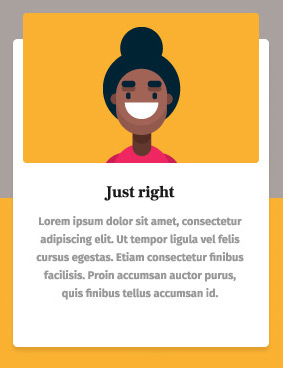 Just right
Lorem ipsum dolor sit amet, consectetur
adipiscing elit. Ut tempor ligula vel felis
cursus egestas. Etiam consectetur finibus
facilisis. Proin accumsan auctor purus,
quis finibus tellus accumsan id.